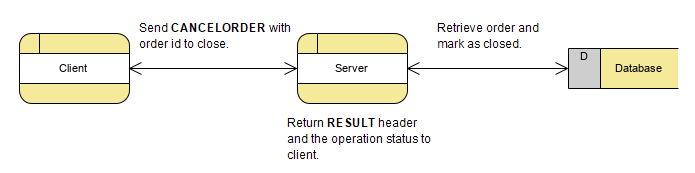 Send CANCELORDER with
order id to close.
Retrieve order and
mark as closed.
Client
Server
D
Database
Return RESULT header
and the operation status to
client.